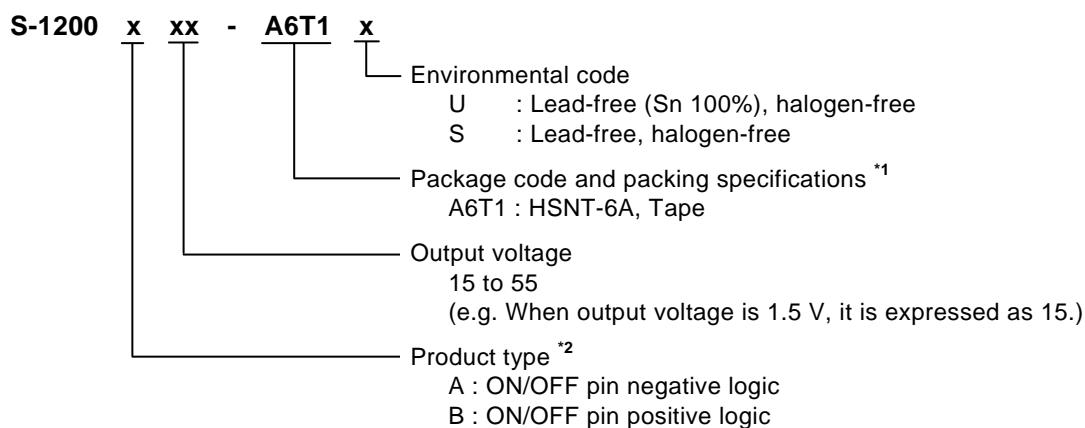 S-1200 x xx - A6T1 x
Environmental code
U : Lead-free (Sn 100%), halogen-free
S : Lead-free, halogen-free
Package code and packing specifications *1
A6T1 : HSNT-6A, Tape
Output voltage
15 to 55
(e.g. When output voltage is 1.5 V, it is expressed as 15.)
Product type *2
A : ON/OFF pin negative logic
B : ON/OFF pin positive logic